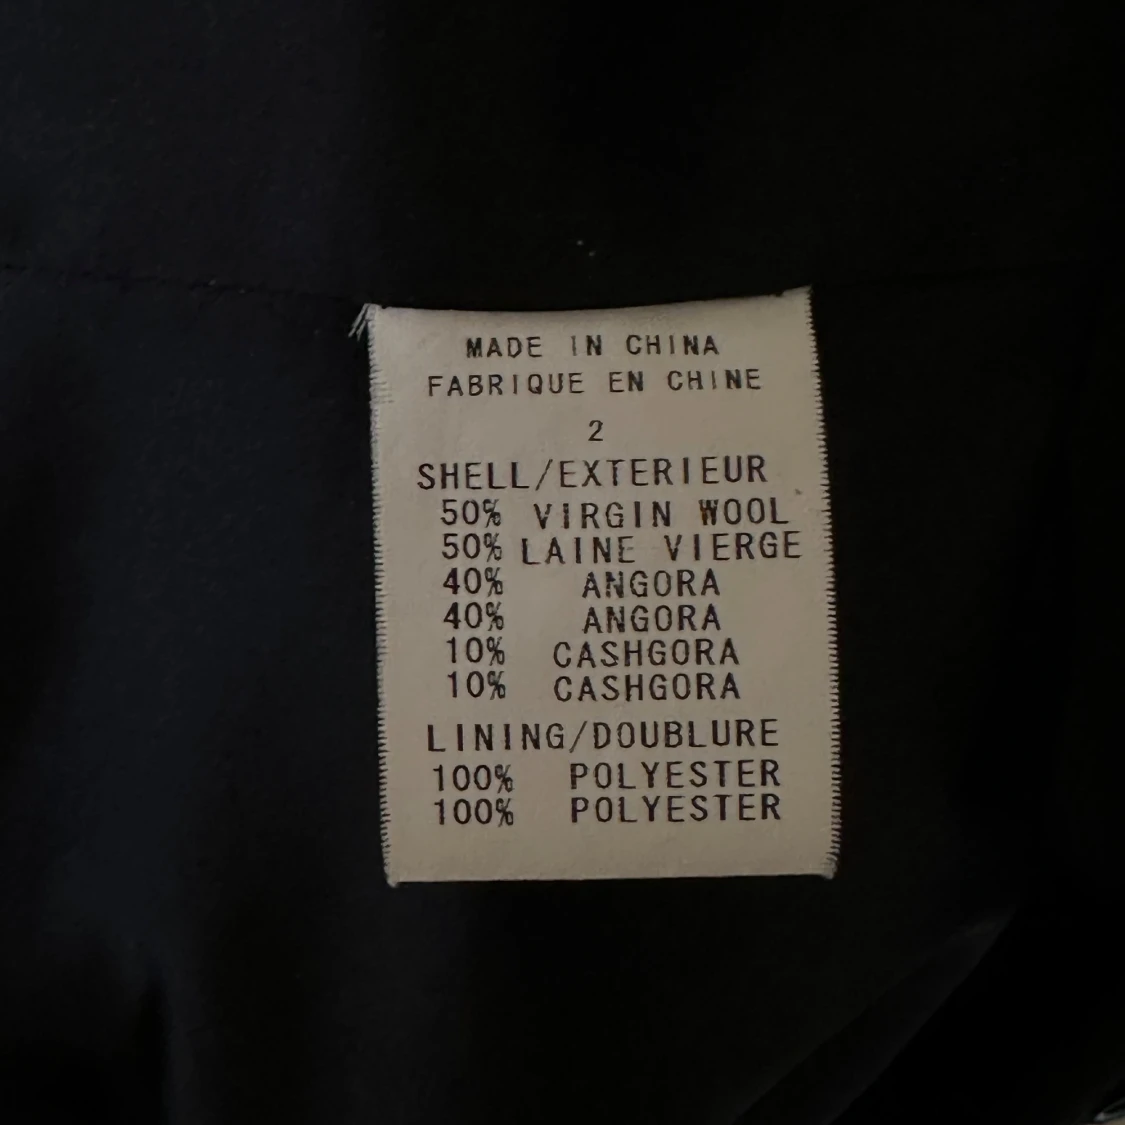 MADE IN CHINA
FABRIQUE EN CHINE
2
SHELL/EXTERIEUR
50% VIRGIN WOOL
50% LAINE VIERGE
40% ANGORA
40% ANGORA
10% CASHGORA
10% CASHGORA
LINING/DOUBLURE
100% POLYESTER
100% POLYESTER